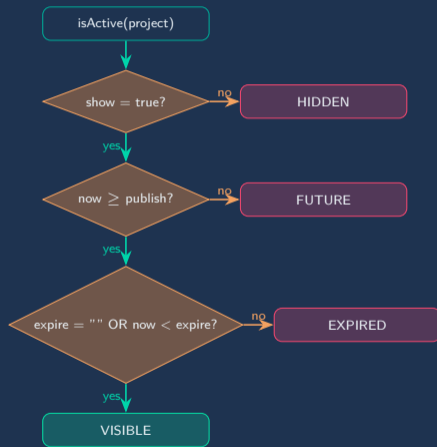 isActive(project)
show = true?
no
HIDDEN
yes
now ≥ publish?
no
FUTURE
yes
expire = "" OR now < expire?
no
EXPIRED
yes
VISIBLE